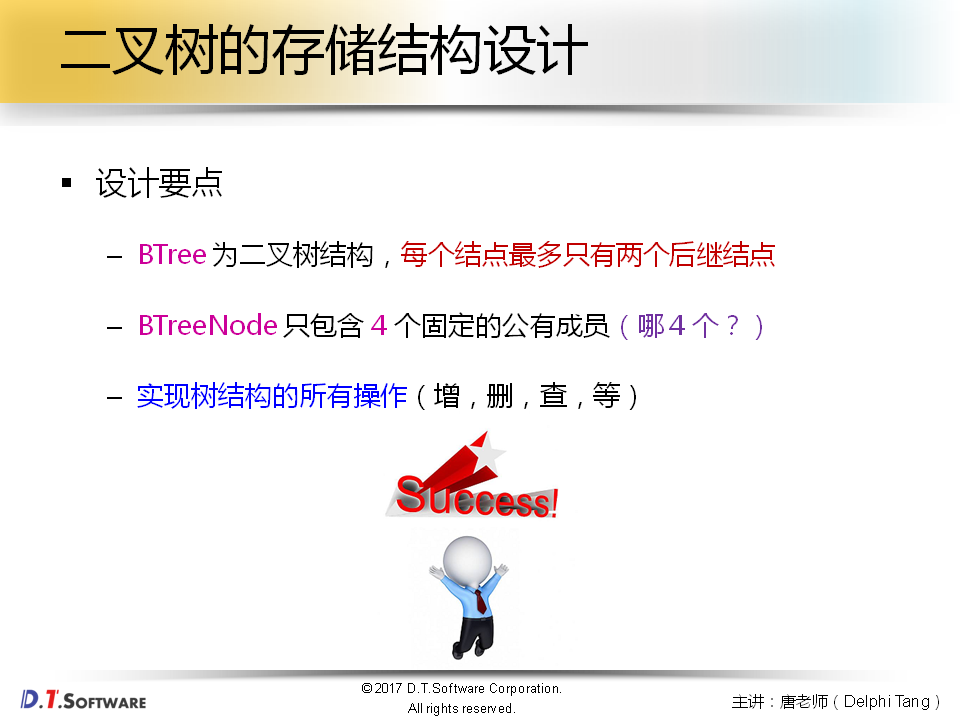 二叉树的存储结构设计
▪ 设计要点
– BTree 为二叉树结构，每个结点最多只有两个后继结点
– BTreeNode 只包含 4 个固定的公有成员（哪 4 个？）
– 实现树结构的所有操作（增，删，查，等）
Success!
D.T.SOFTWARE
©2017 D.T.Software Corporation.
All rights reserved.
主讲：唐老师（Delphi Tang）